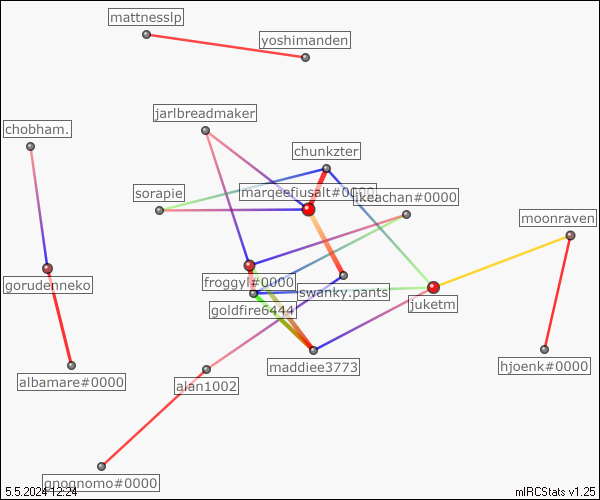 mattnesslp
yoshimanden
jarlbreadmaker
chobham.
chunkzter
sorapie
margeefiusalt#0000
ikeachan#0000
moonraven
gorudenneko
froggyl#0000
swanky.pants
goldfire6444
juketm
maddiee3773
hjoenk#0000
albamare#0000
alan1002
gnognomo#0000
5.5.2024 12:24
mIRCStats v1.25